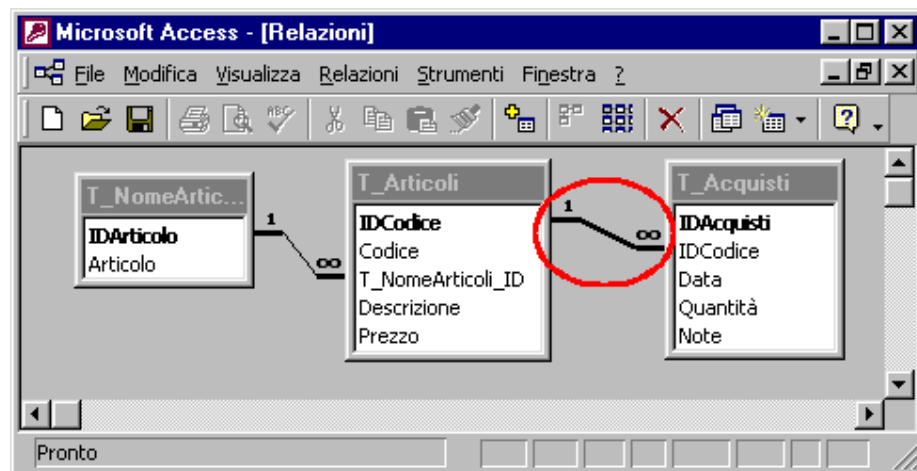 Microsoft Access - [Relazioni]
File Modifica Visualizza Relazioni Strumenti Finestra ?
ABC
T_NomeArtic...
IDArticolo
Articolo
1
∞
T_Articoli
IDCodice
Codice
T_NomeArticoli_ID
Descrizione
Prezzo
1
∞
T_Acquisti
IDAcquisti
IDCodice
Data
Quantità
Note
Pronto